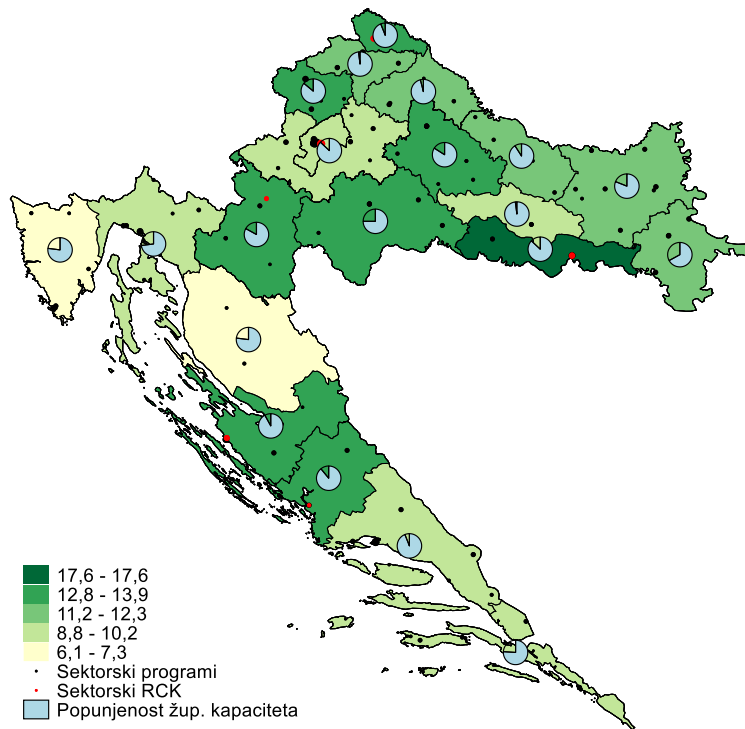 17,6 - 17,6
12,8 - 13,9
11,2 - 12,3
8,8 - 10,2
6,1 - 7,3
Sektorski programi
Sektorski RCK
Popunjenost žup. kapaciteta